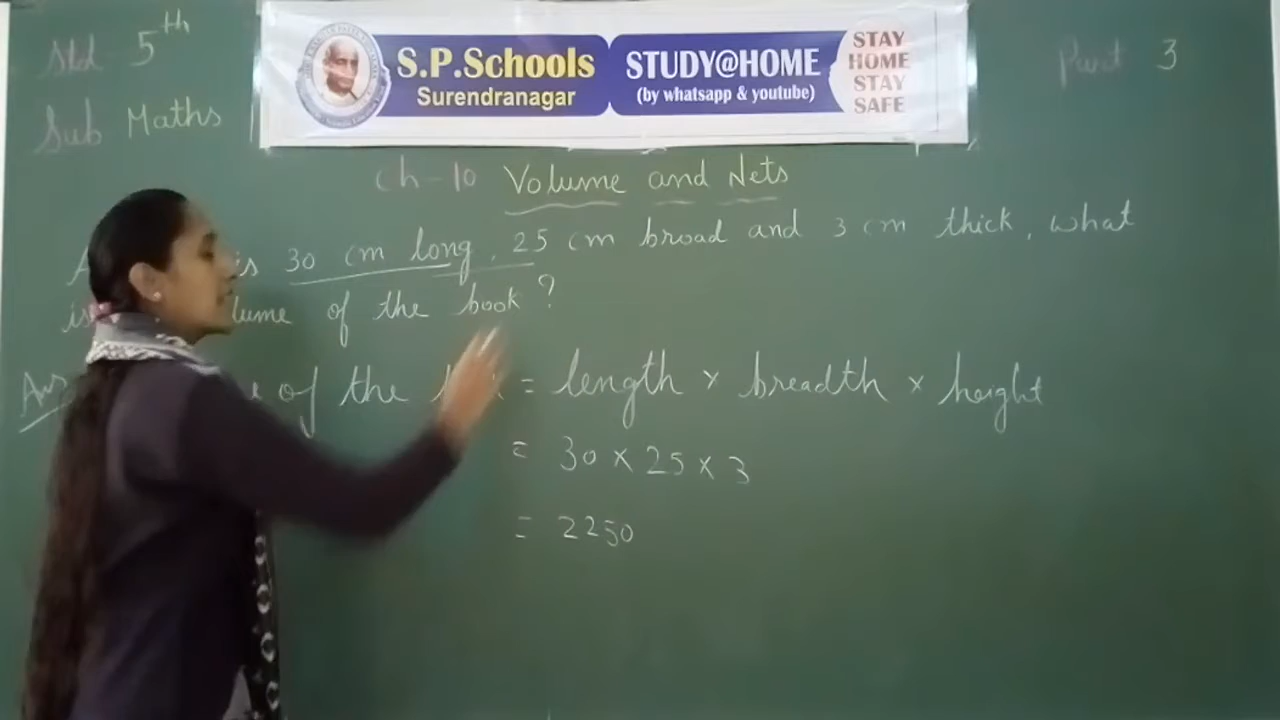 Std 5th
Sub Maths
S.P.Schools
Surendranagar
STUDY@HOME
(by whatsapp & youtube)
STAY
HOME
STAY
SAFE
Part 3
Ch-10 Volume and Nets
is 30 cm long, 25 cm broad and 3 cm thick, what
is lume of the book?
Ans of the = length × breadth × height
= 30 × 25 × 3
= 2250